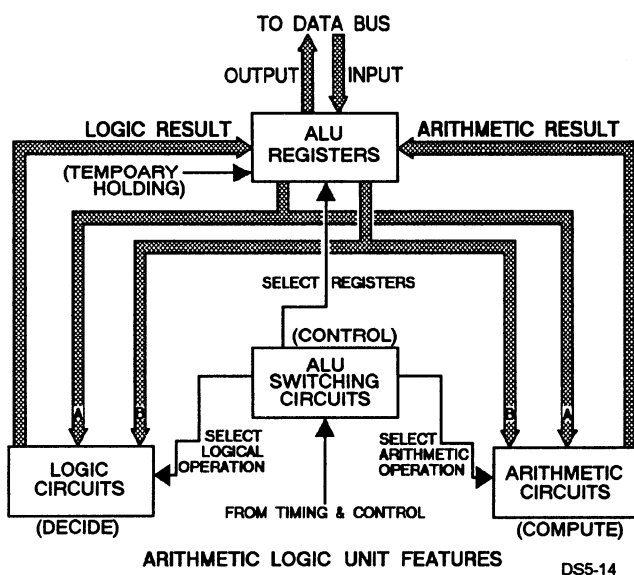 TO DATA BUS
OUTPUT
INPUT
LOGIC RESULT
ALU
REGISTERS
ARITHMETIC RESULT
(TEMPOARY
HOLDING)
SELECT REGISTERS
(CONTROL)
ALU
SWITCHING
CIRCUITS
A
B
B
A
SELECT
LOGICAL
OPERATION
SELECT
ARITHMETIC
OPERATION
LOGIC
CIRCUITS
ARITHMETIC
CIRCUITS
(DECIDE)
FROM TIMING & CONTROL
(COMPUTE)
ARITHMETIC LOGIC UNIT FEATURES
DS5-14